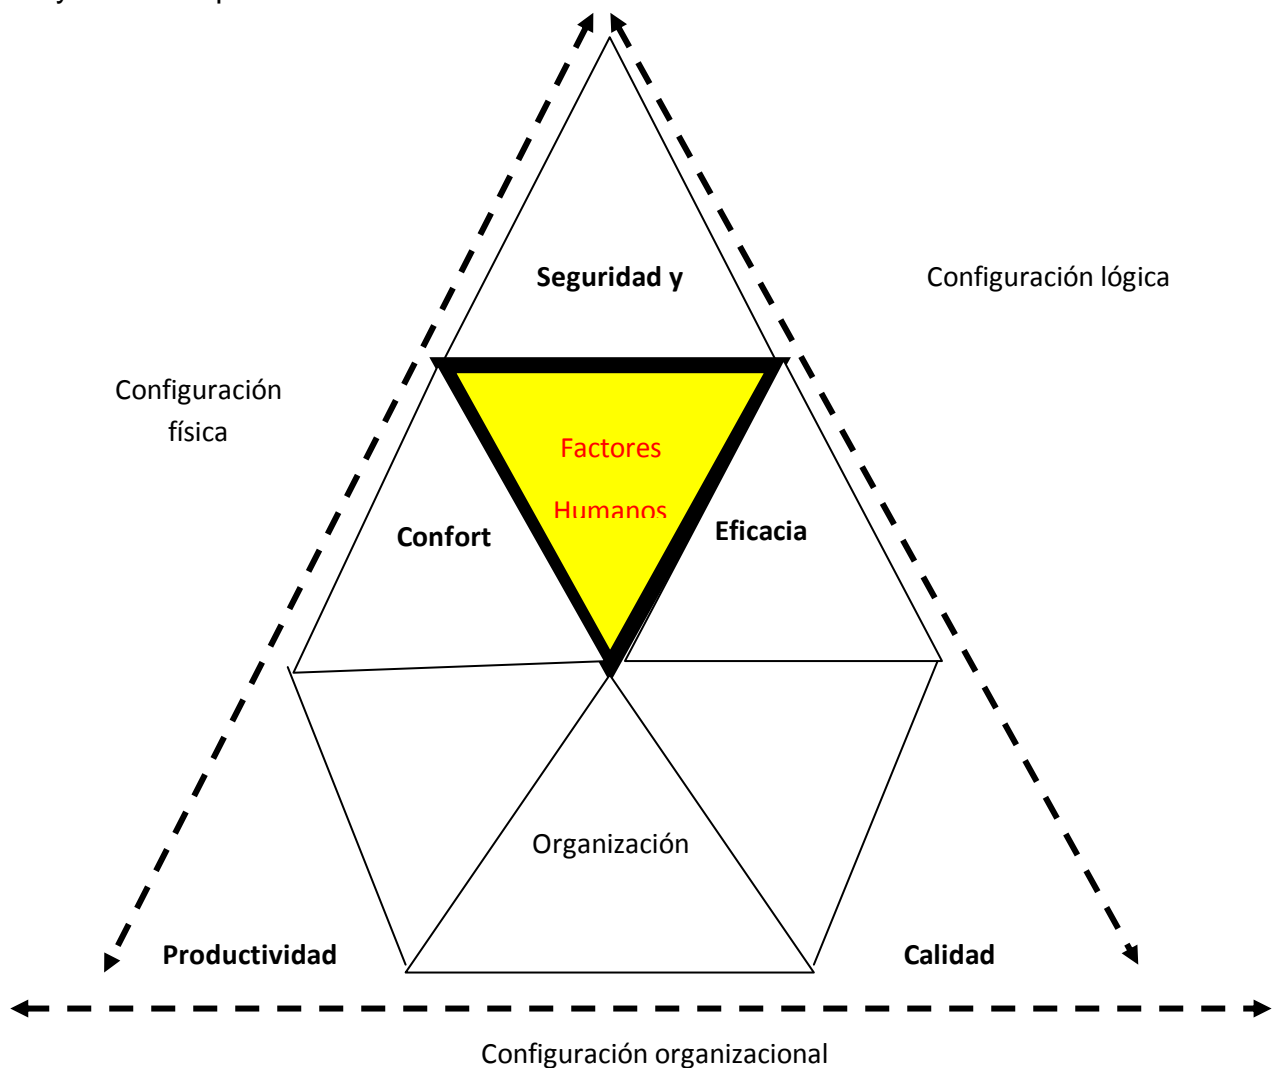 Seguridad y
Configuración lógica
Configuración
física
Factores
Humanos
Confort
Eficacia
Organización
Productividad
Calidad
Configuración organizacional